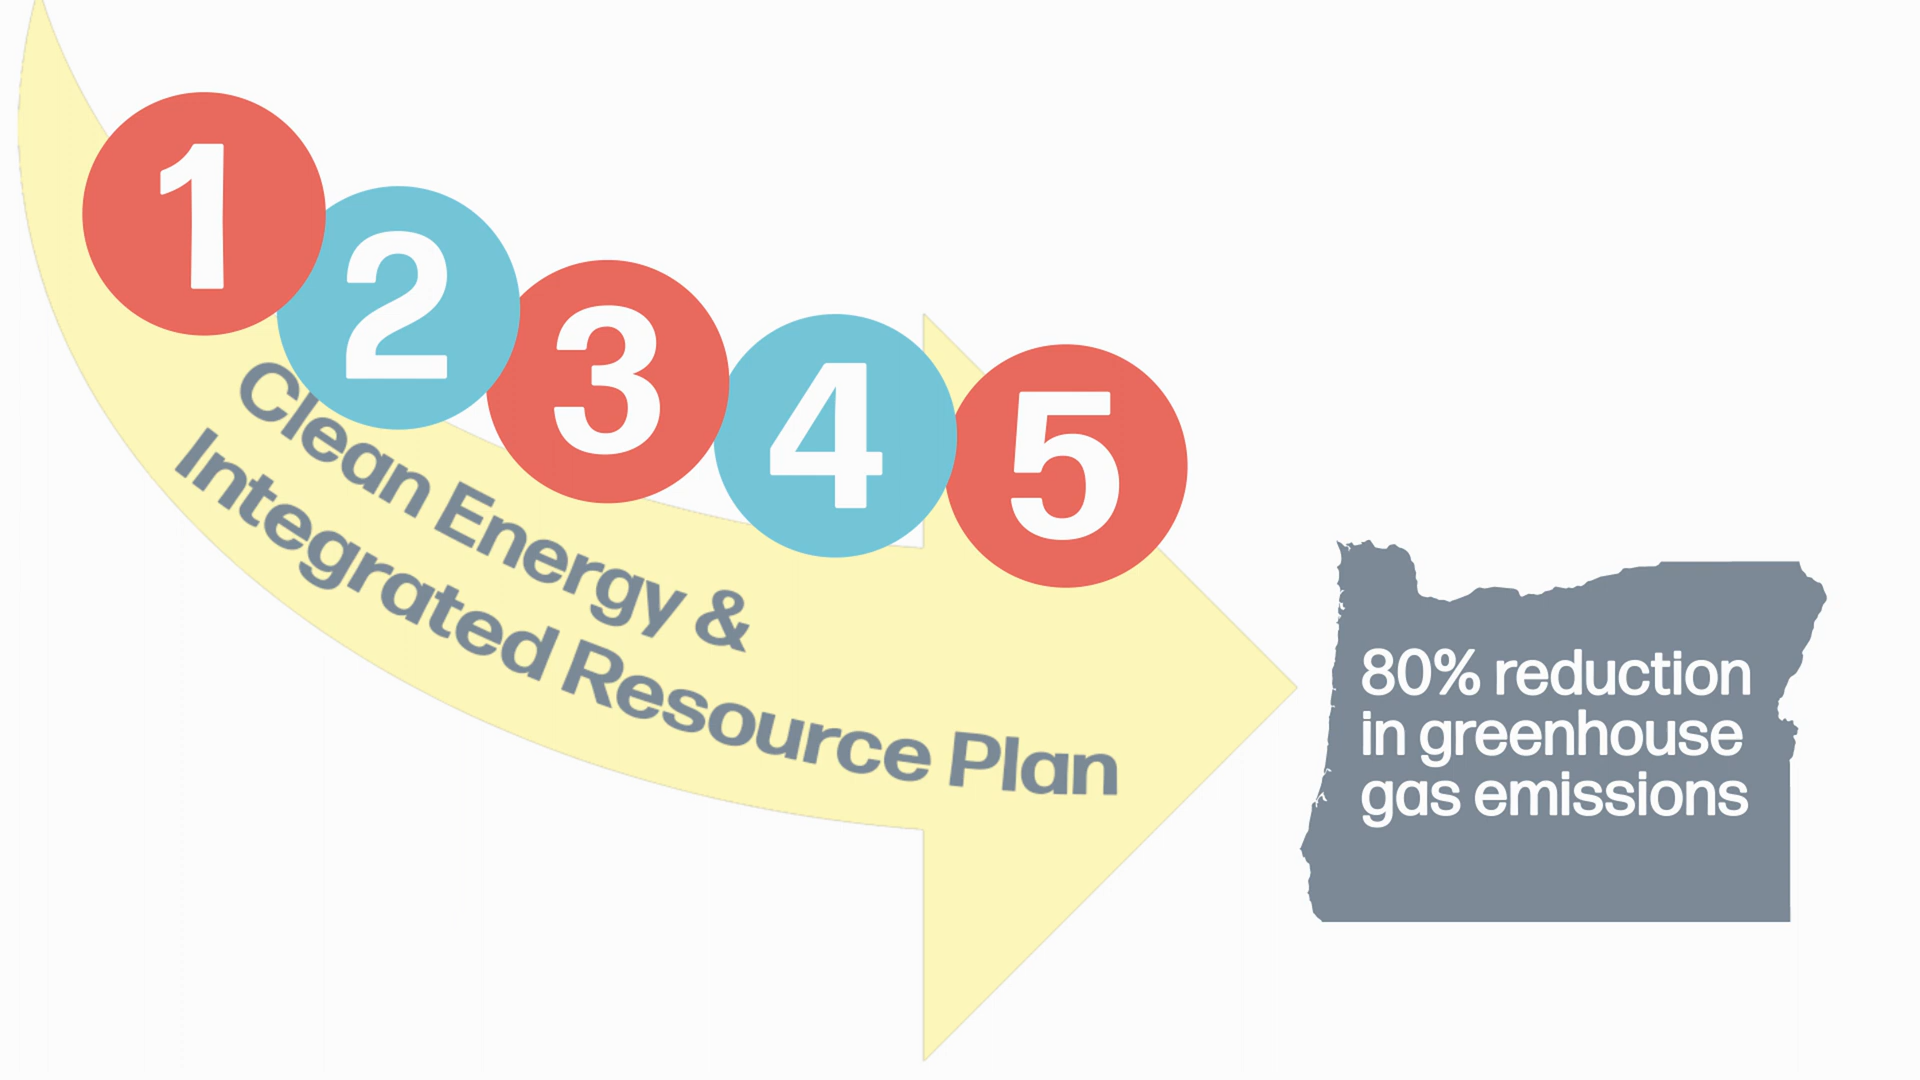 1
2
3
4
5
Clean Energy &
Integrated Resource Plan
80% reduction
in greenhouse
gas emissions